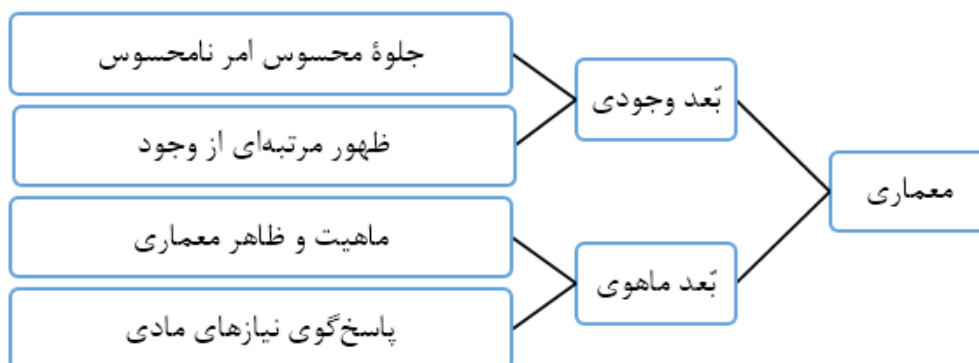 معماری
بّعد وجودی
جلوۀ محسوس امر نامحسوس
ظهور مرتبه‌ای از وجود
بّعد ماهوی
ماهیت و ظاهر معماری
پاسخ‌گوی نیازهای مادی